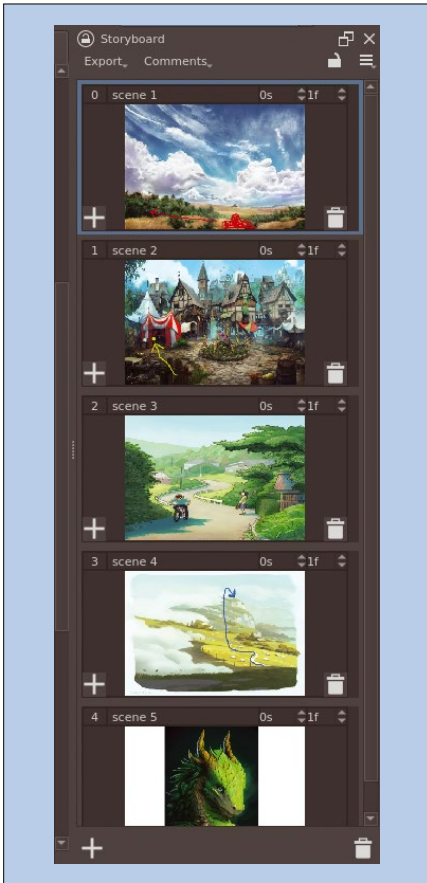 Storyboard
Export Comments
0 scene 1 0s 1f
1 scene 2 0s 1f
2 scene 3 0s 1f
3 scene 4 0s 1f
4 scene 5 0s 1f